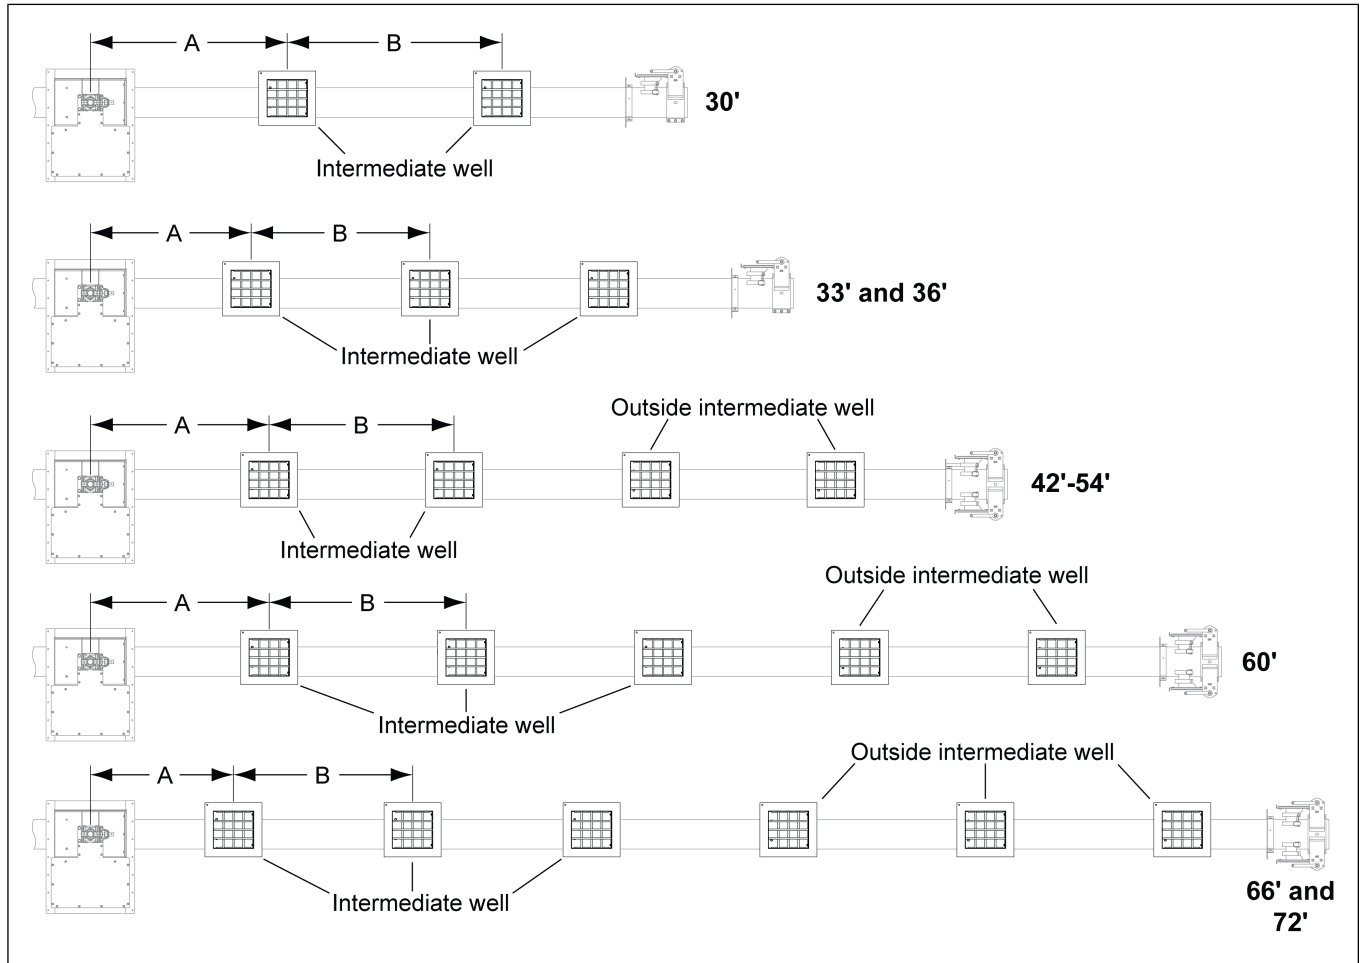 A B
30'
Intermediate well
A B
33' and 36'
Intermediate well
Outside intermediate well
A B
42'-54'
Intermediate well
Outside intermediate well
A B
60'
Intermediate well
Outside intermediate well
A B
Intermediate well
66' and
72'